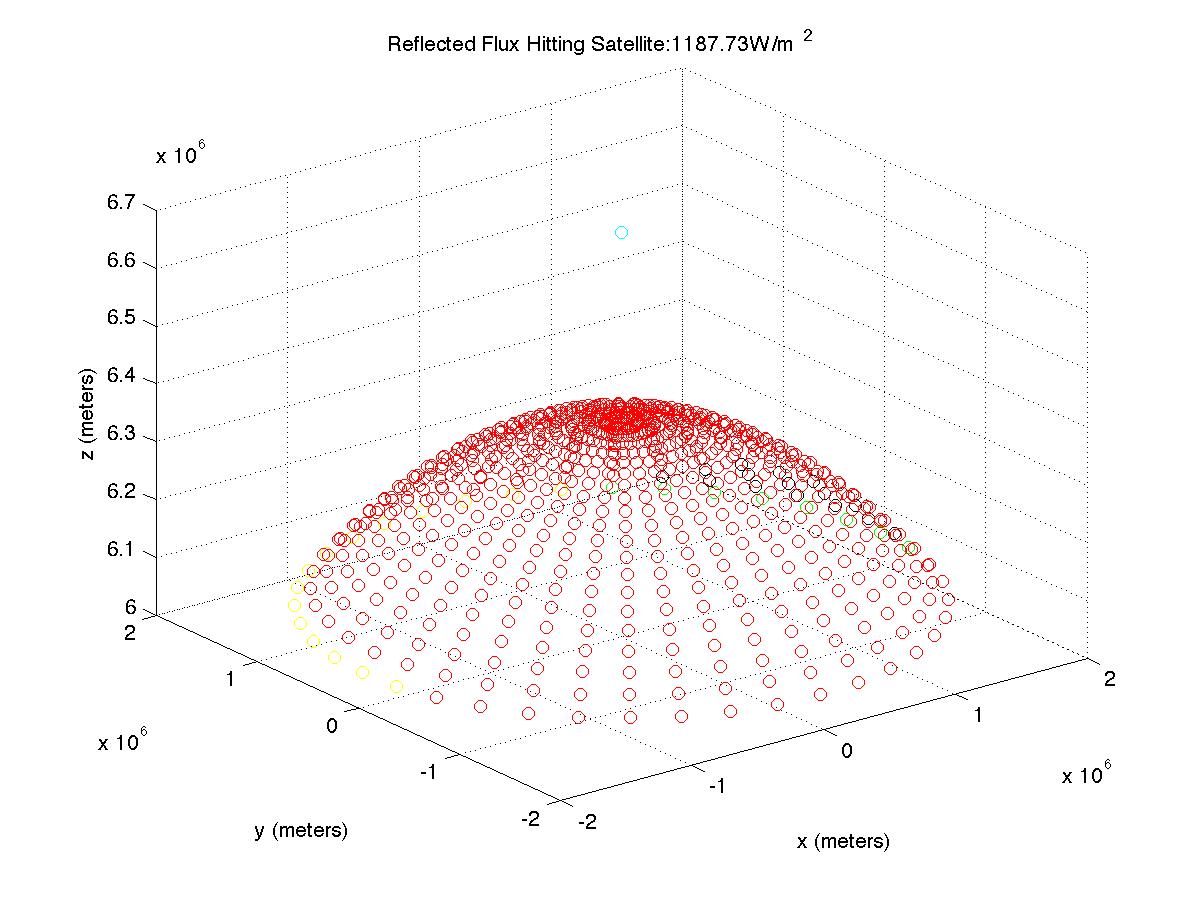 Reflected Flux Hitting Satellite:1187.73W/m 2
x 10^6
6.7
6.6
6.5
6.4
6.3
6.2
6.1
6
z (meters)
2
1
0
-1
-2
x 10^6
y (meters)
-2
-1
0
1
2
x 10^6
x (meters)